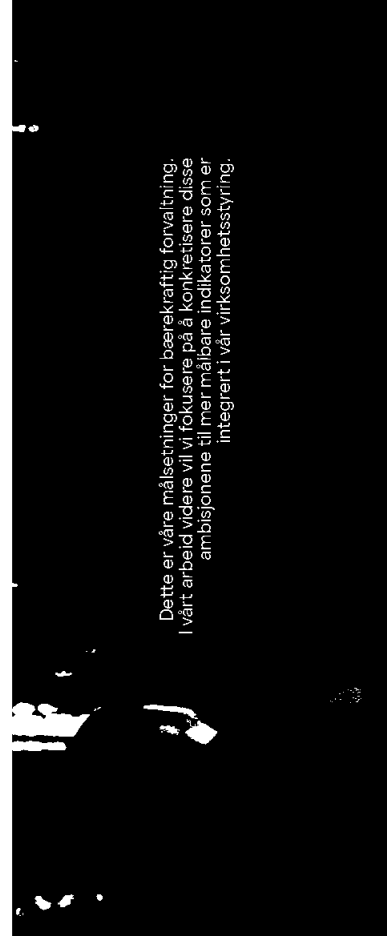 Dette er våre målsetninger for bærekraftig forvaltning.
I vårt arbeid videre vil vi fokusere på å konkretisere disse
ambisjonene til mer målbare indikatorer som er
integrert i vår virksomhetsstyring.